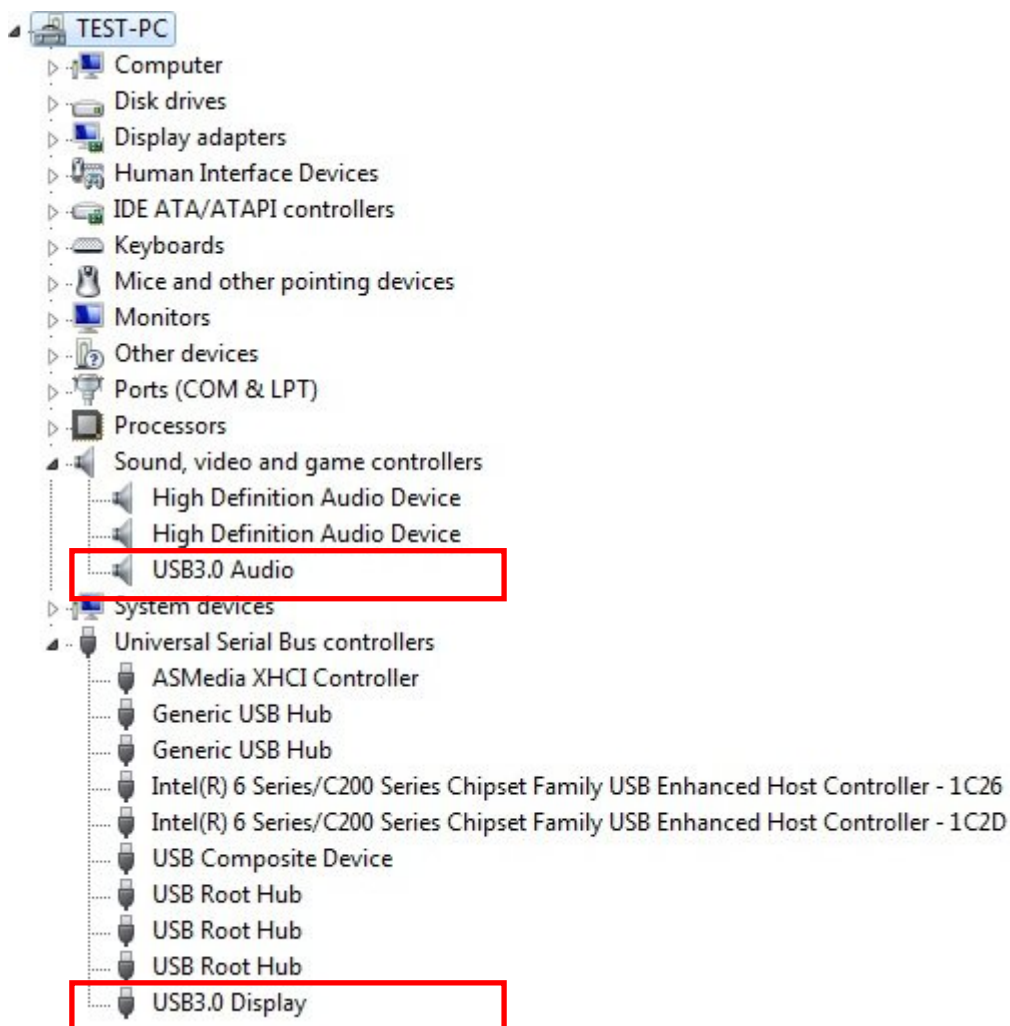 TEST-PC
Computer
Disk drives
Display adapters
Human Interface Devices
IDE ATA/ATAPI controllers
Keyboards
Mice and other pointing devices
Monitors
Other devices
Ports (COM & LPT)
Processors
Sound, video and game controllers
High Definition Audio Device
High Definition Audio Device
USB3.0 Audio
System devices
Universal Serial Bus controllers
ASMedia XHCI Controller
Generic USB Hub
Generic USB Hub
Intel(R) 6 Series/C200 Series Chipset Family USB Enhanced Host Controller - 1C26
Intel(R) 6 Series/C200 Series Chipset Family USB Enhanced Host Controller - 1C2D
USB Composite Device
USB Root Hub
USB Root Hub
USB Root Hub
USB3.0 Display